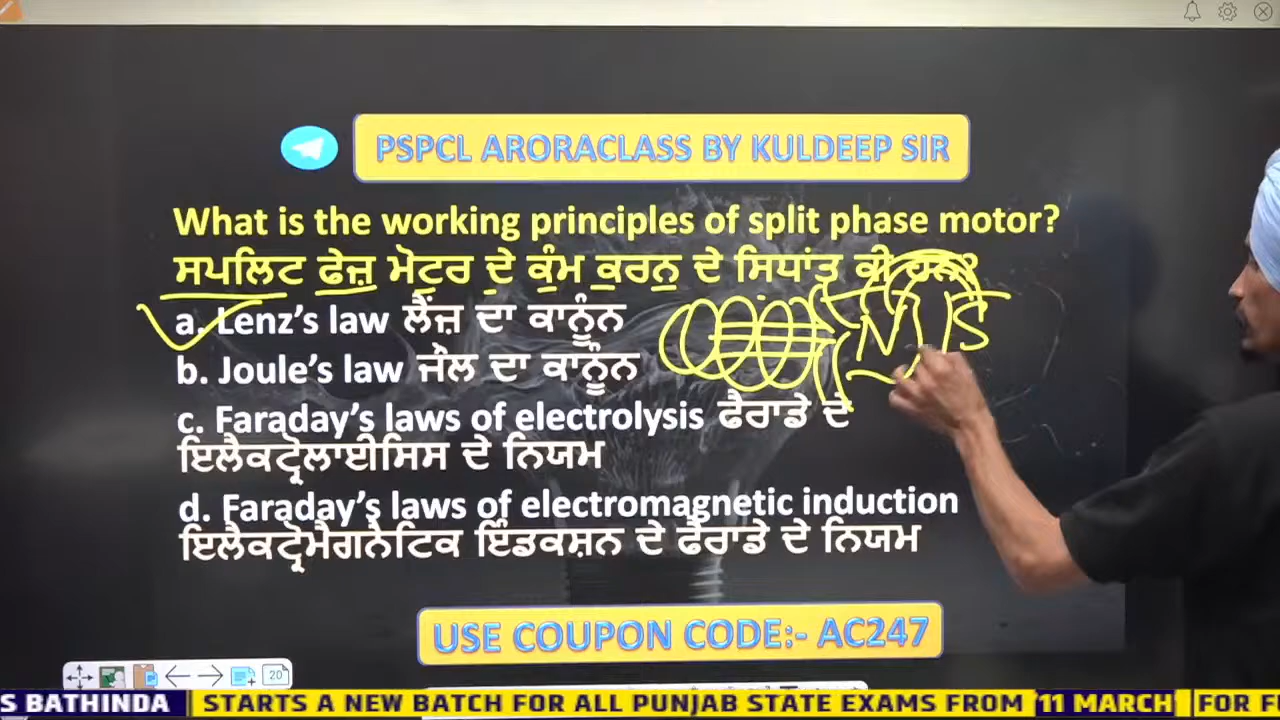 PSPCL ARORACLASS BY KULDEEP SIR
What is the working principles of split phase motor?
ਸਪਲਿਟ ਫੇਜ਼ ਮੋਟਰ ਦੇ ਕੰਮ ਕਰਨ ਦੇ ਸਿਧਾਂਤ ਕੀ ਹਨ?
a. Lenz's law ਲੈਂਜ਼ ਦਾ ਕਾਨੂੰਨ
N S
b. Joule's law ਜੌਲ ਦਾ ਕਾਨੂੰਨ
c. Faraday's laws of electrolysis ਫੈਰਾਡੇ ਦੇ
ਇਲੈਕਟ੍ਰੋਲਾਈਸਿਸ ਦੇ ਨਿਯਮ
d. Faraday's laws of electromagnetic induction
ਇਲੈਕਟ੍ਰੋਮੈਗਨੈਟਿਕ ਇੰਡਕਸ਼ਨ ਦੇ ਫੈਰਾਡੇ ਦੇ ਨਿਯਮ
USE COUPON CODE:- AC247
20
S BATHINDA STARTS A NEW BATCH FOR ALL PUNJAB STATE EXAMS FROM '11 MARCH' FOR